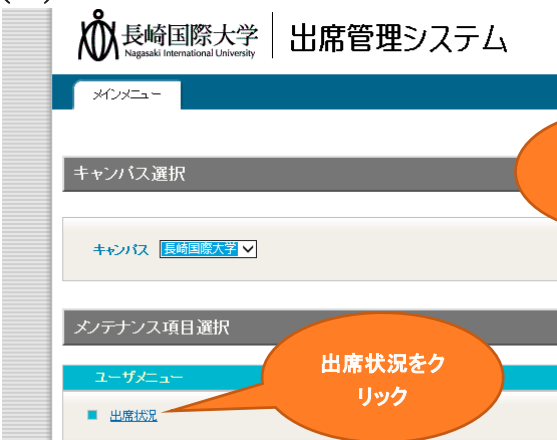 長崎国際大学
Nagasaki International University
出席管理システム
メインメニュー
キャンパス選択
キャンパス 長崎国際大学
メンテナンス項目選択
ユーザメニュー
出席状況
出席状況をク
リック